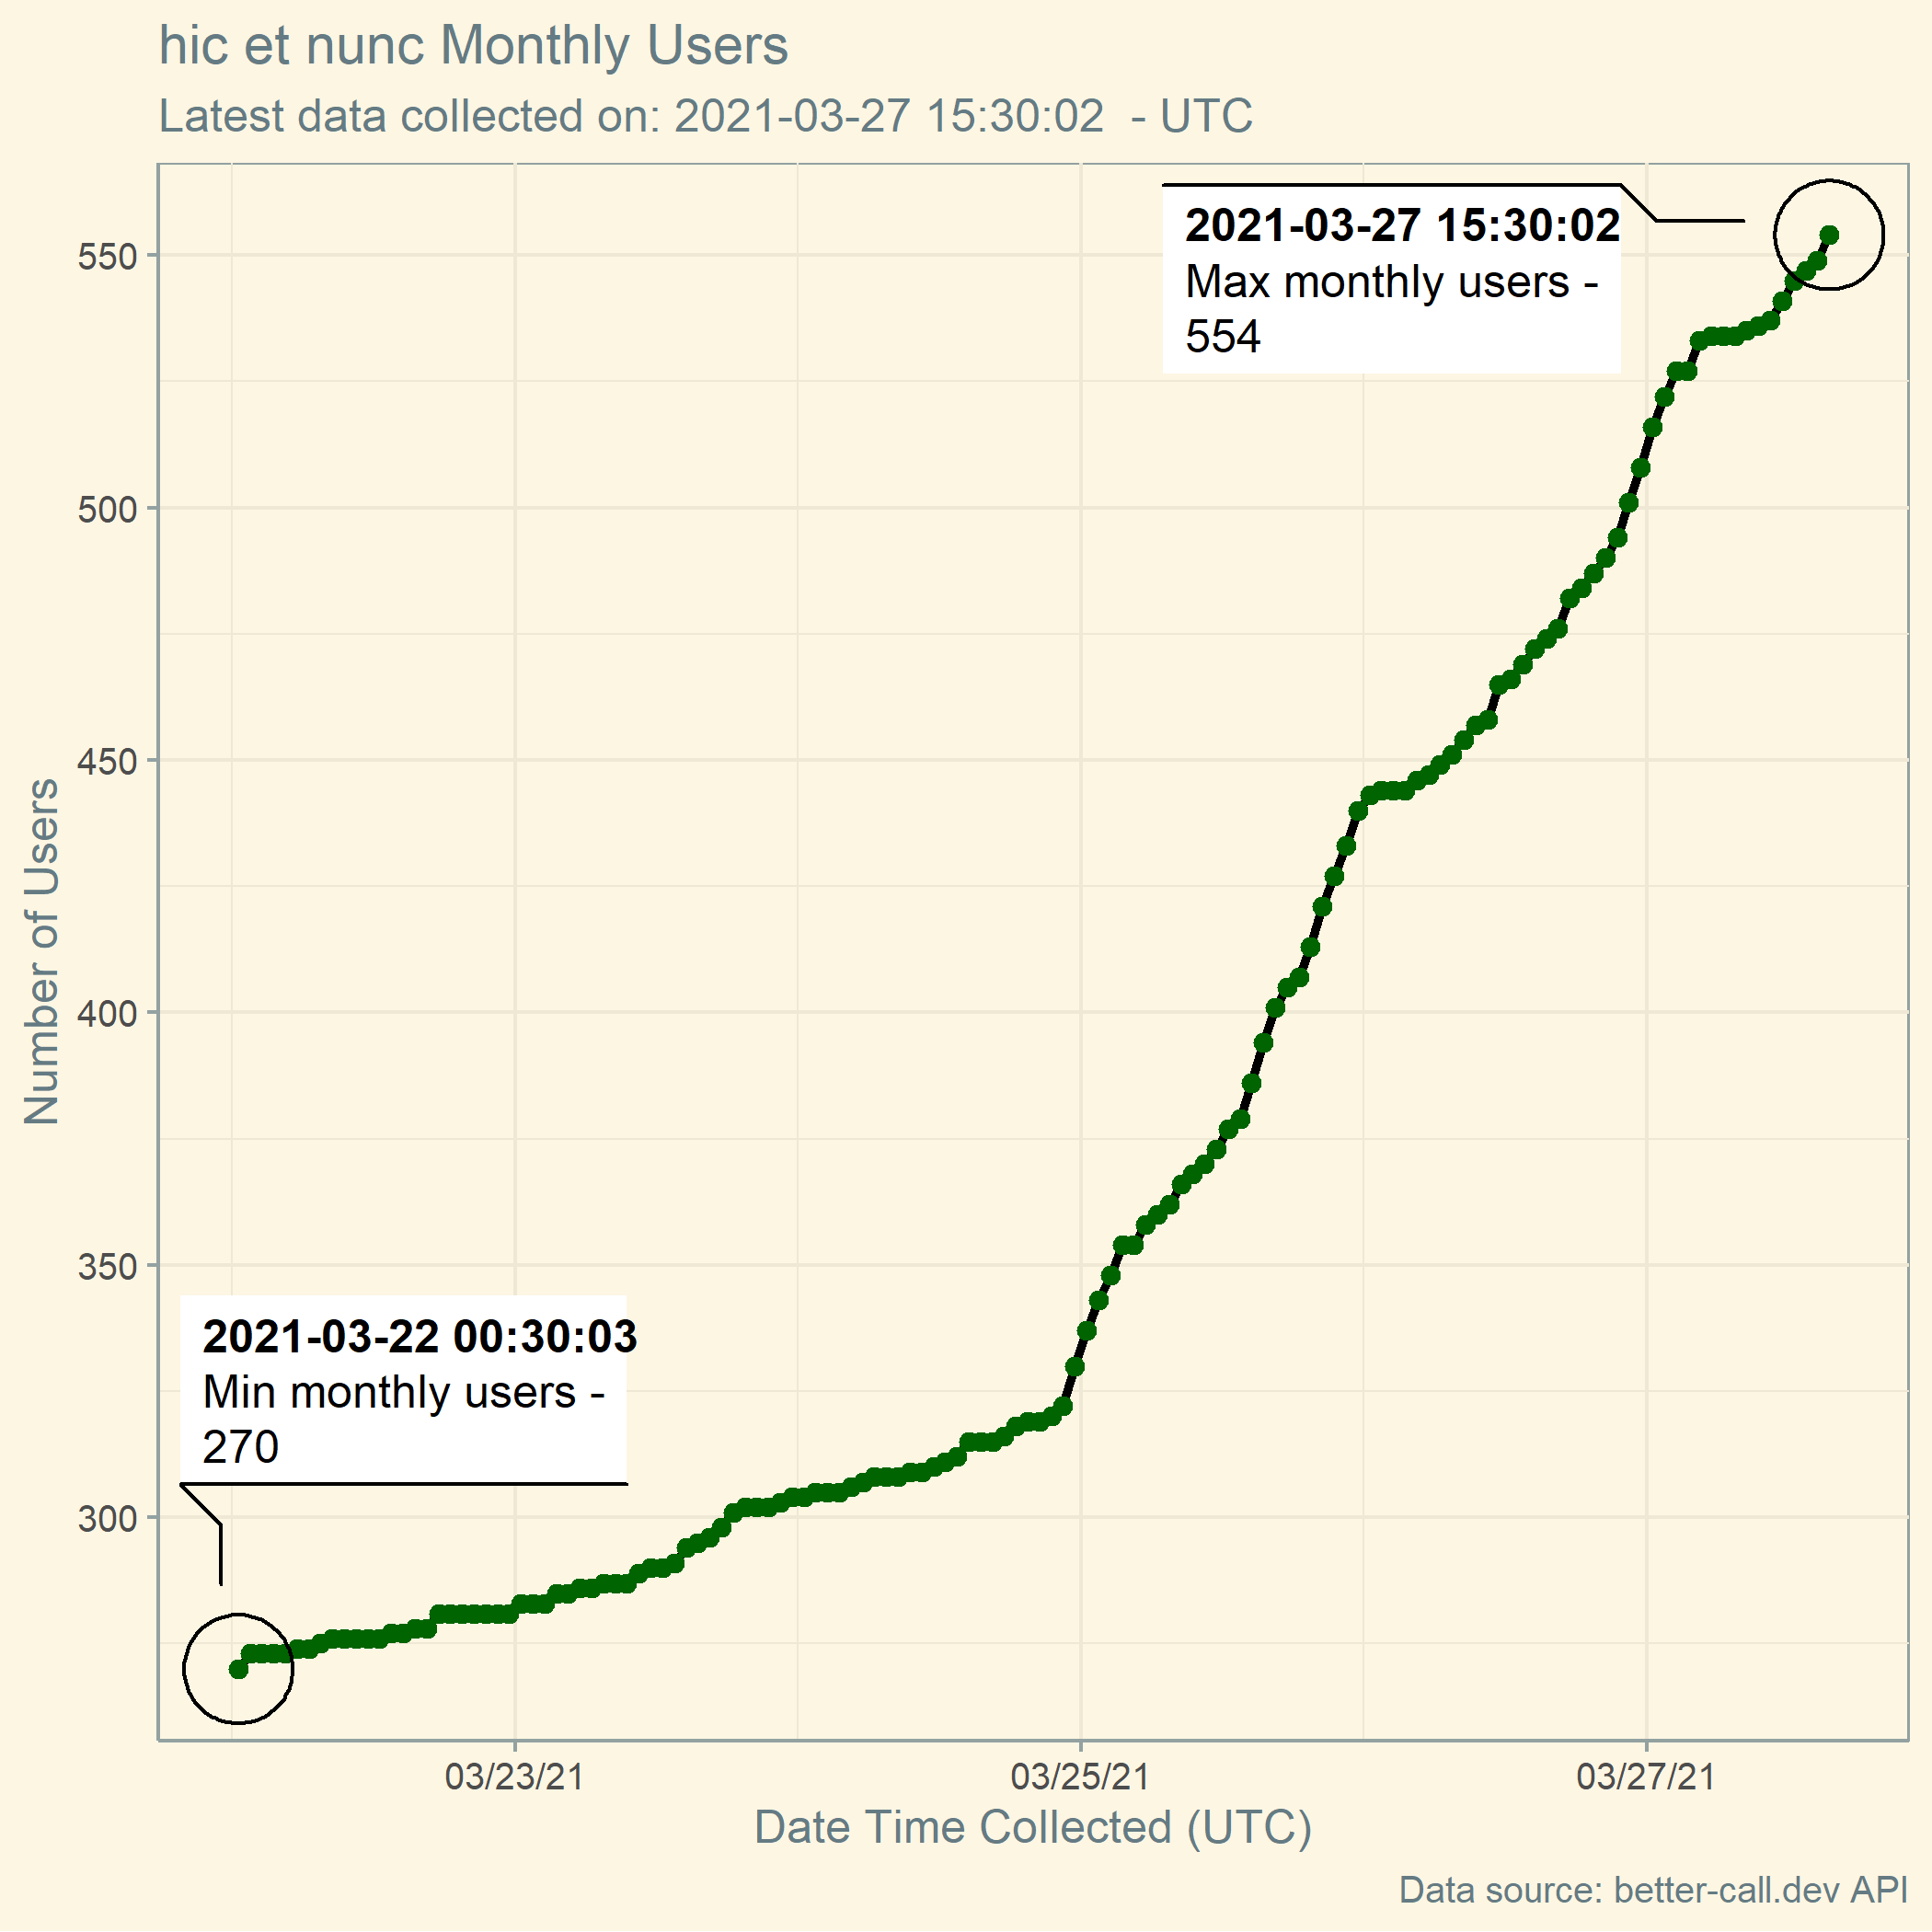 hic et nunc Monthly Users
Latest data collected on: 2021-03-27 15:30:02  - UTC
2021-03-27 15:30:02
Max monthly users -
554
550
500
450
400
350
300
Number of Users
2021-03-22 00:30:03
Min monthly users -
270
03/23/21
03/25/21
03/27/21
Date Time Collected (UTC)
Data source: better-call.dev API